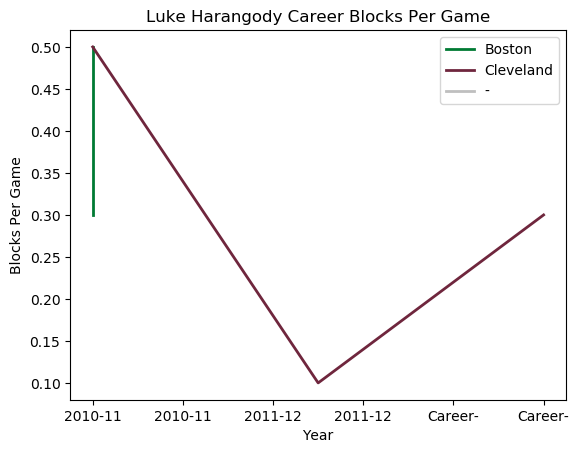 Luke Harangody Career Blocks Per Game
Boston
Cleveland
-
Blocks Per Game
0.50
0.45
0.40
0.35
0.30
0.25
0.20
0.15
0.10
2010-11 2010-11 2011-12 2011-12 Career- Career-
Year